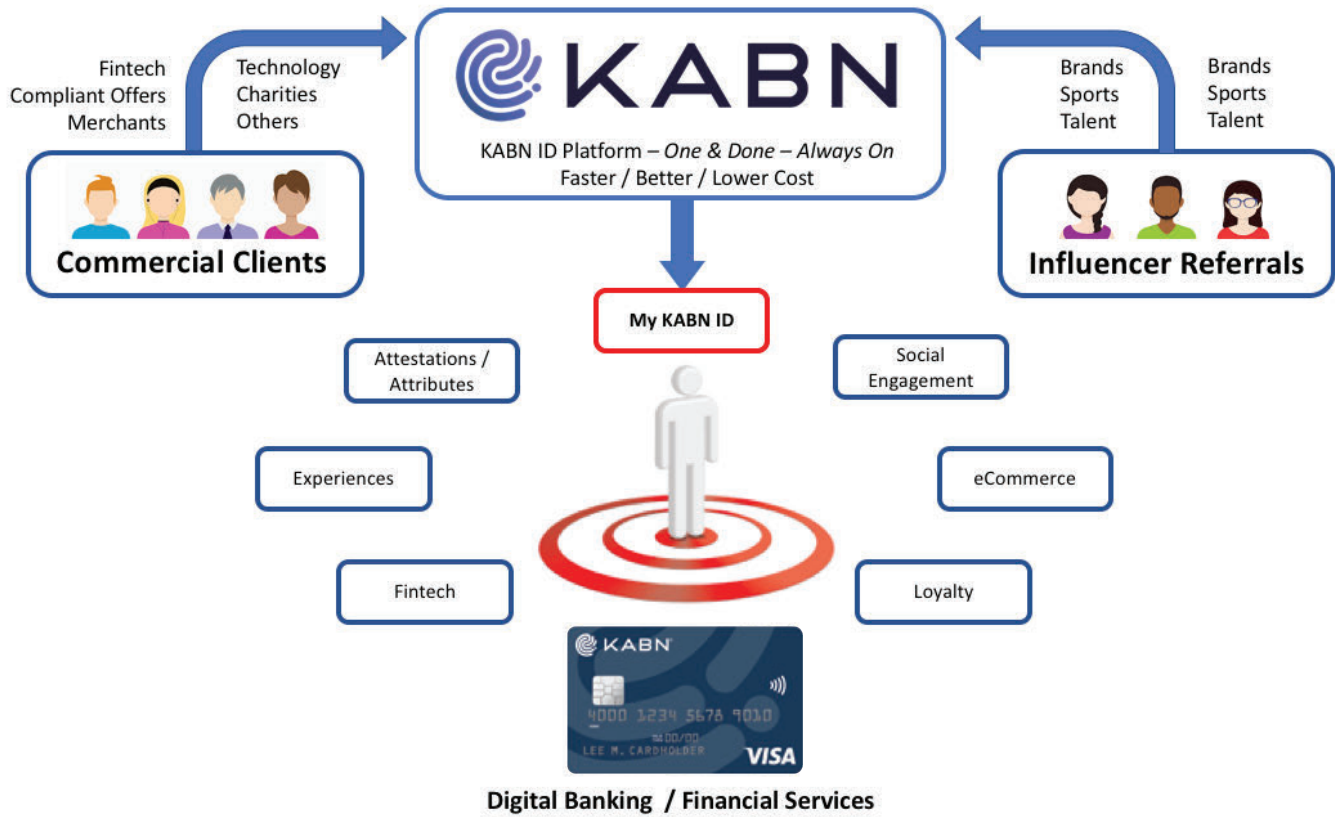 Fintech
Compliant Offers
Merchants
Technology
Charities
Others
KABN
KABN ID Platform – One & Done – Always On
Faster / Better / Lower Cost
Brands
Sports
Talent
Brands
Sports
Talent
Commercial Clients
Influencer Referrals
My KABN ID
Attestations /
Attributes
Social
Engagement
Experiences
eCommerce
Fintech
Loyalty
KABN
4000 1234 5678 9010
00/00
LEE M. CARDHOLDER
VISA
Digital Banking / Financial Services